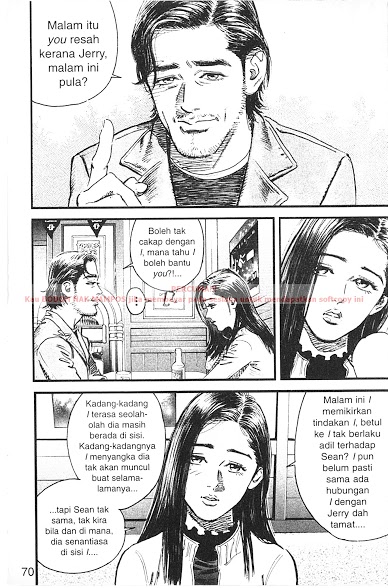 Malam itu
you resah
kerana Jerry,
malam ini
pula?
Boleh tak
cakap dengan
I, mana tahu I
boleh bantu
you?!...
Malam ini I
memikirkan
tindakan I, betul
ke I tak berlaku
adil terhadap
Sean? I pun
belum pasti
sama ada
hubungan
I dengan
Jerry dah
tamat....
Kadang-kadang
I terasa seolah-
olah dia masih
berada di sisi.
Kadang-kadangnya
I menyangka dia
tak akan muncul
buat selama-
lamanya...
...tapi Sean tak
sama, tak kira
bila dan di mana,
dia senantiasa
di sisi I....
70